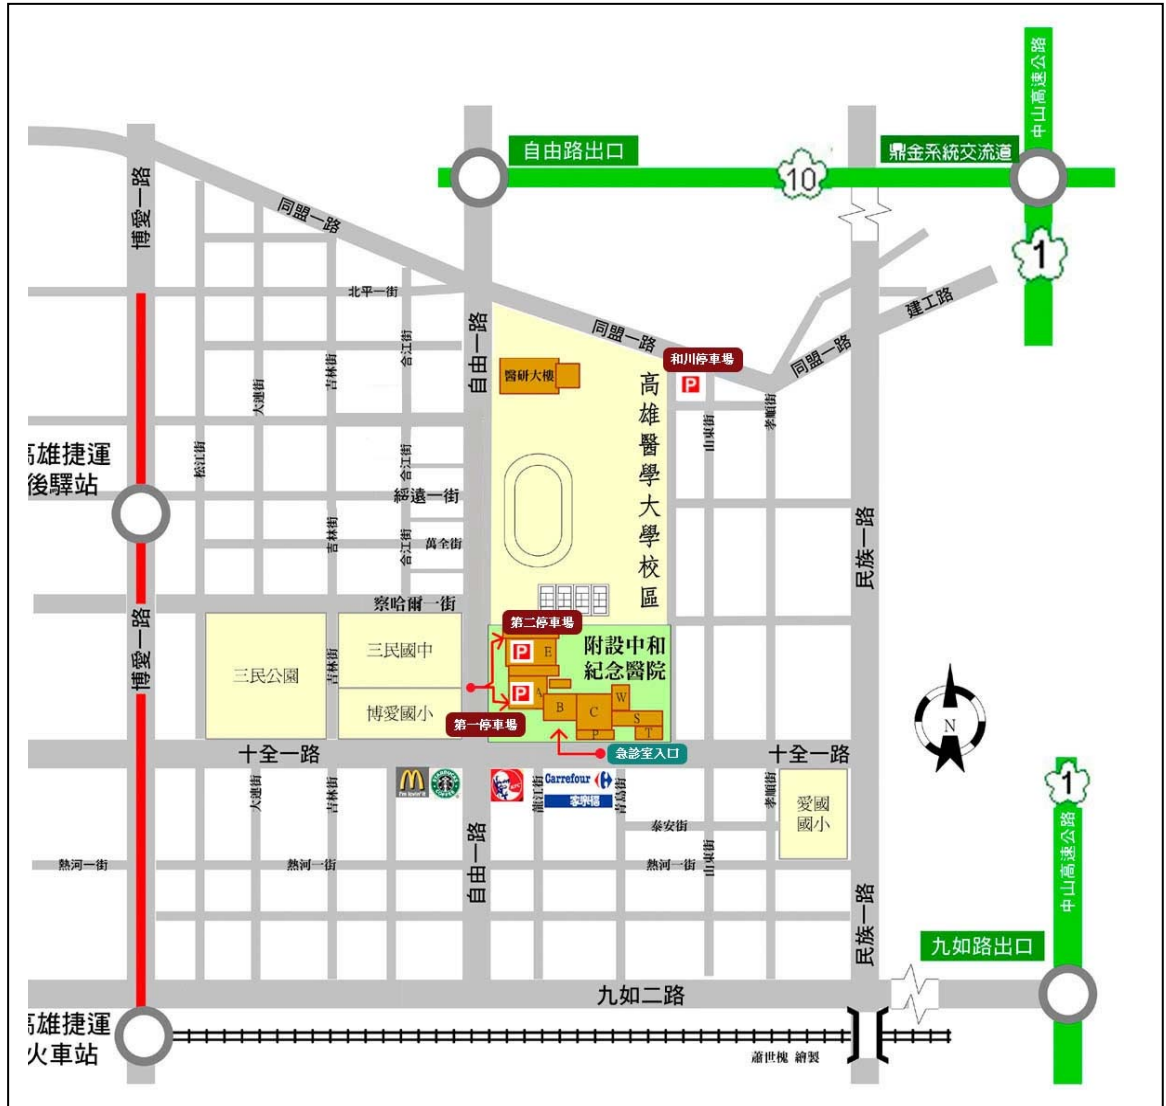 中山高速公路
自由路出口
鼎金系統交流道
10
1
博愛一路
同盟一路
北平一街
合江街
自由一路
同盟一路
建工路
同盟一路
和川停車場
P
醫研大樓
高雄醫學大學校區
吉林街
大連街
山東街
孝順街
松江街
高雄捷運
後驛站
合江街
綏遠一街
吉林街
合江街
萬全街
民族一路
察哈爾一街
博愛一路
三民公園
吉林街
三民國中
博愛國小
第二停車場
P
E
附設中和
紀念醫院
P
A
B
C
W
S
P
T
第一停車場
急診室入口
N
十全一路
十全一路
大連街
吉林街
i'm lovin' it
STARBUCKS COFFEE
KFC
龍江街
Carrefour
家樂福
青島街
孝順街
愛國
國小
1
中山高速公路
泰安街
熱河一街
熱河一街
自由一路
熱河一街
山東街
民族一路
九如路出口
九如二路
高雄捷運
火車站
蕭世槐 繪製